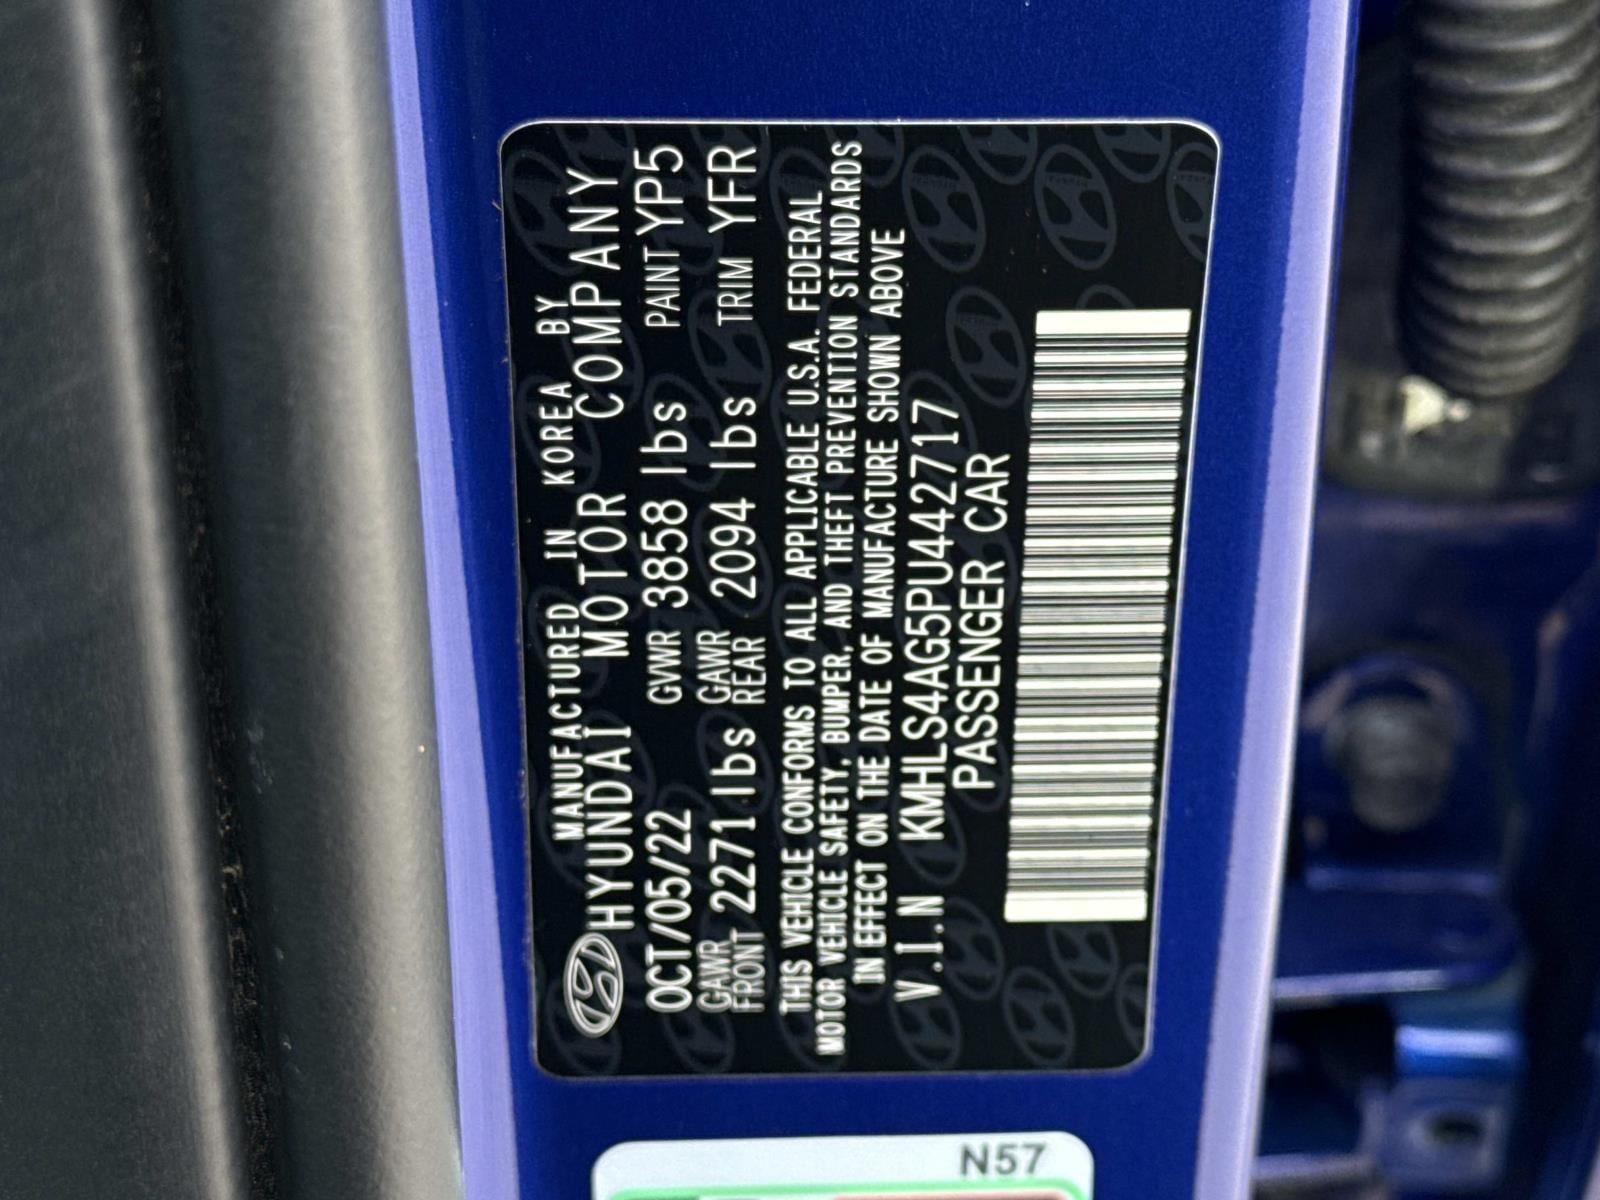 MANUFACTURED IN KOREA BY
HYUNDAI MOTOR COMPANY
OCT/05/22 GVWR 3858 lbs PAINT YP5
GAWR FRONT 2271 lbs GAWR REAR 2094 lbs TRIM YFR
THIS VEHICLE CONFORMS TO ALL APPLICABLE U.S.A. FEDERAL
MOTOR VEHICLE SAFETY, BUMPER, AND THEFT PREVENTION STANDARDS
IN EFFECT ON THE DATE OF MANUFACTURE SHOWN ABOVE
V.I.N KMHLS4AG5PU442717
PASSENGER CAR
N57